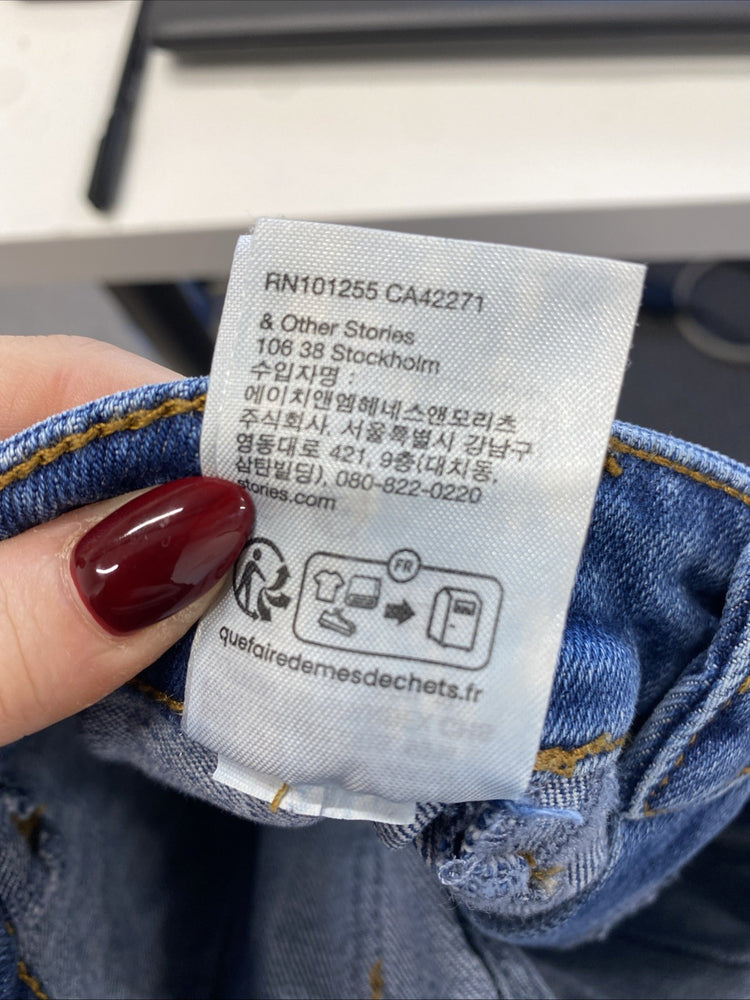 RN101255 CA42271
& Other Stories
106 38 Stockholm
수입자명 :
에이치앤엠헤네스앤모리츠
주식회사. 서울특별시 강남구
영동대로 421, 9층(대치동,
삼탄빌딩), 080-822-0220
stories.com
FR
quefairedemesdechets.fr